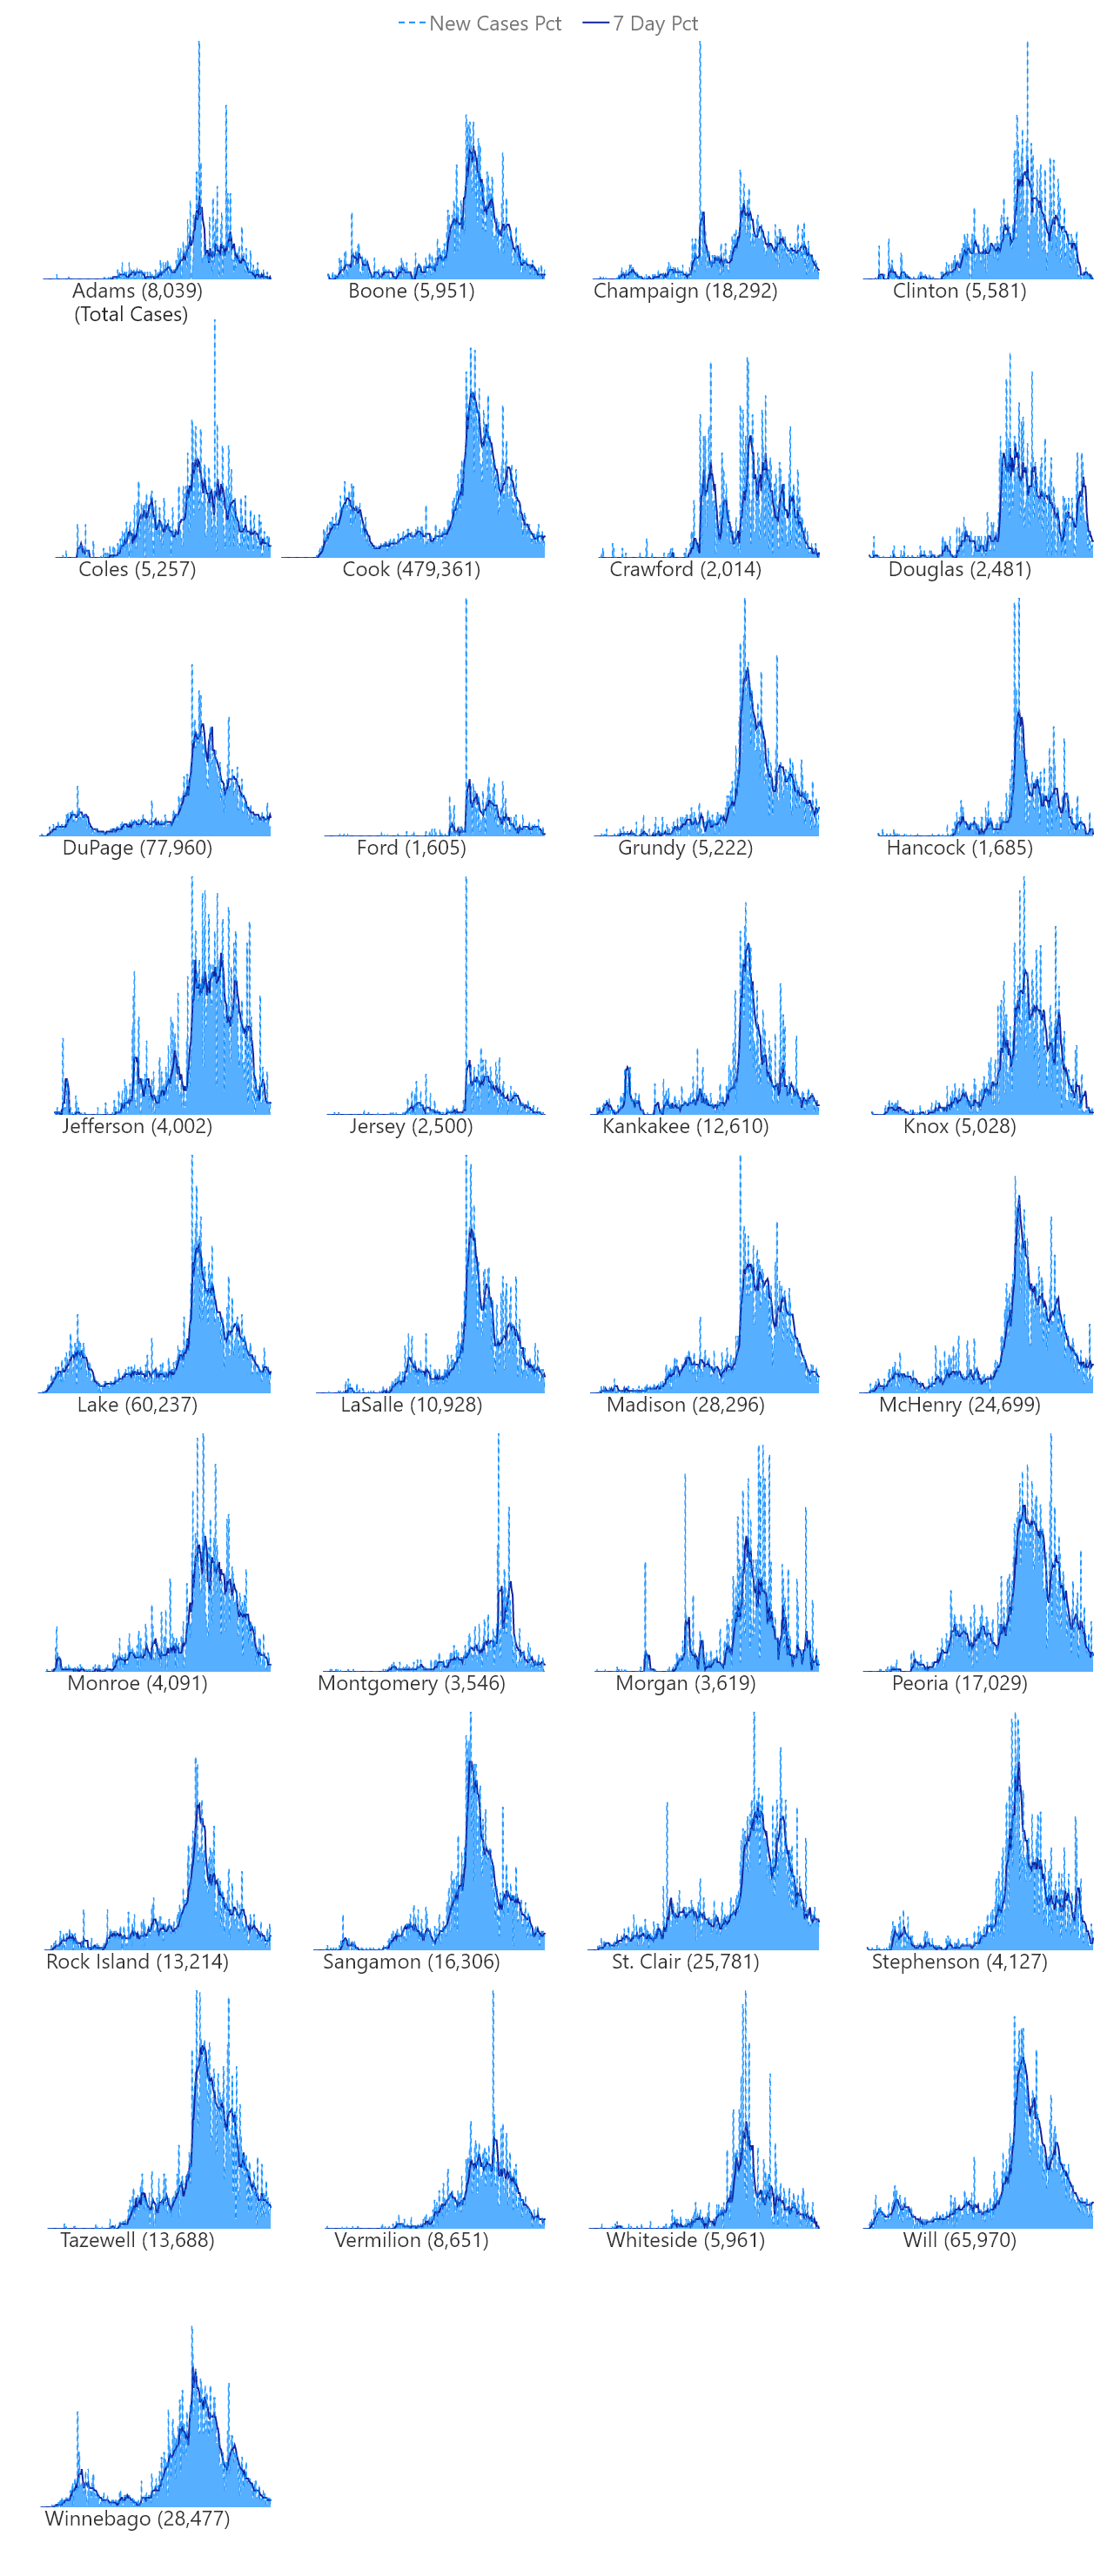 New Cases Pct 7 Day Pct
Adams (8,039) Boone (5,951) Champaign (18,292) Clinton (5,581)
(Total Cases)
Coles (5,257) Cook (479,361) Crawford (2,014) Douglas (2,481)
DuPage (77,960) Ford (1,605) Grundy (5,222) Hancock (1,685)
Jefferson (4,002) Jersey (2,500) Kankakee (12,610) Knox (5,028)
Lake (60,237) LaSalle (10,928) Madison (28,296) McHenry (24,699)
Monroe (4,091) Montgomery (3,546) Morgan (3,619) Peoria (17,029)
Rock Island (13,214) Sangamon (16,306) St. Clair (25,781) Stephenson (4,127)
Tazewell (13,688) Vermilion (8,651) Whiteside (5,961) Will (65,970)
Winnebago (28,477)